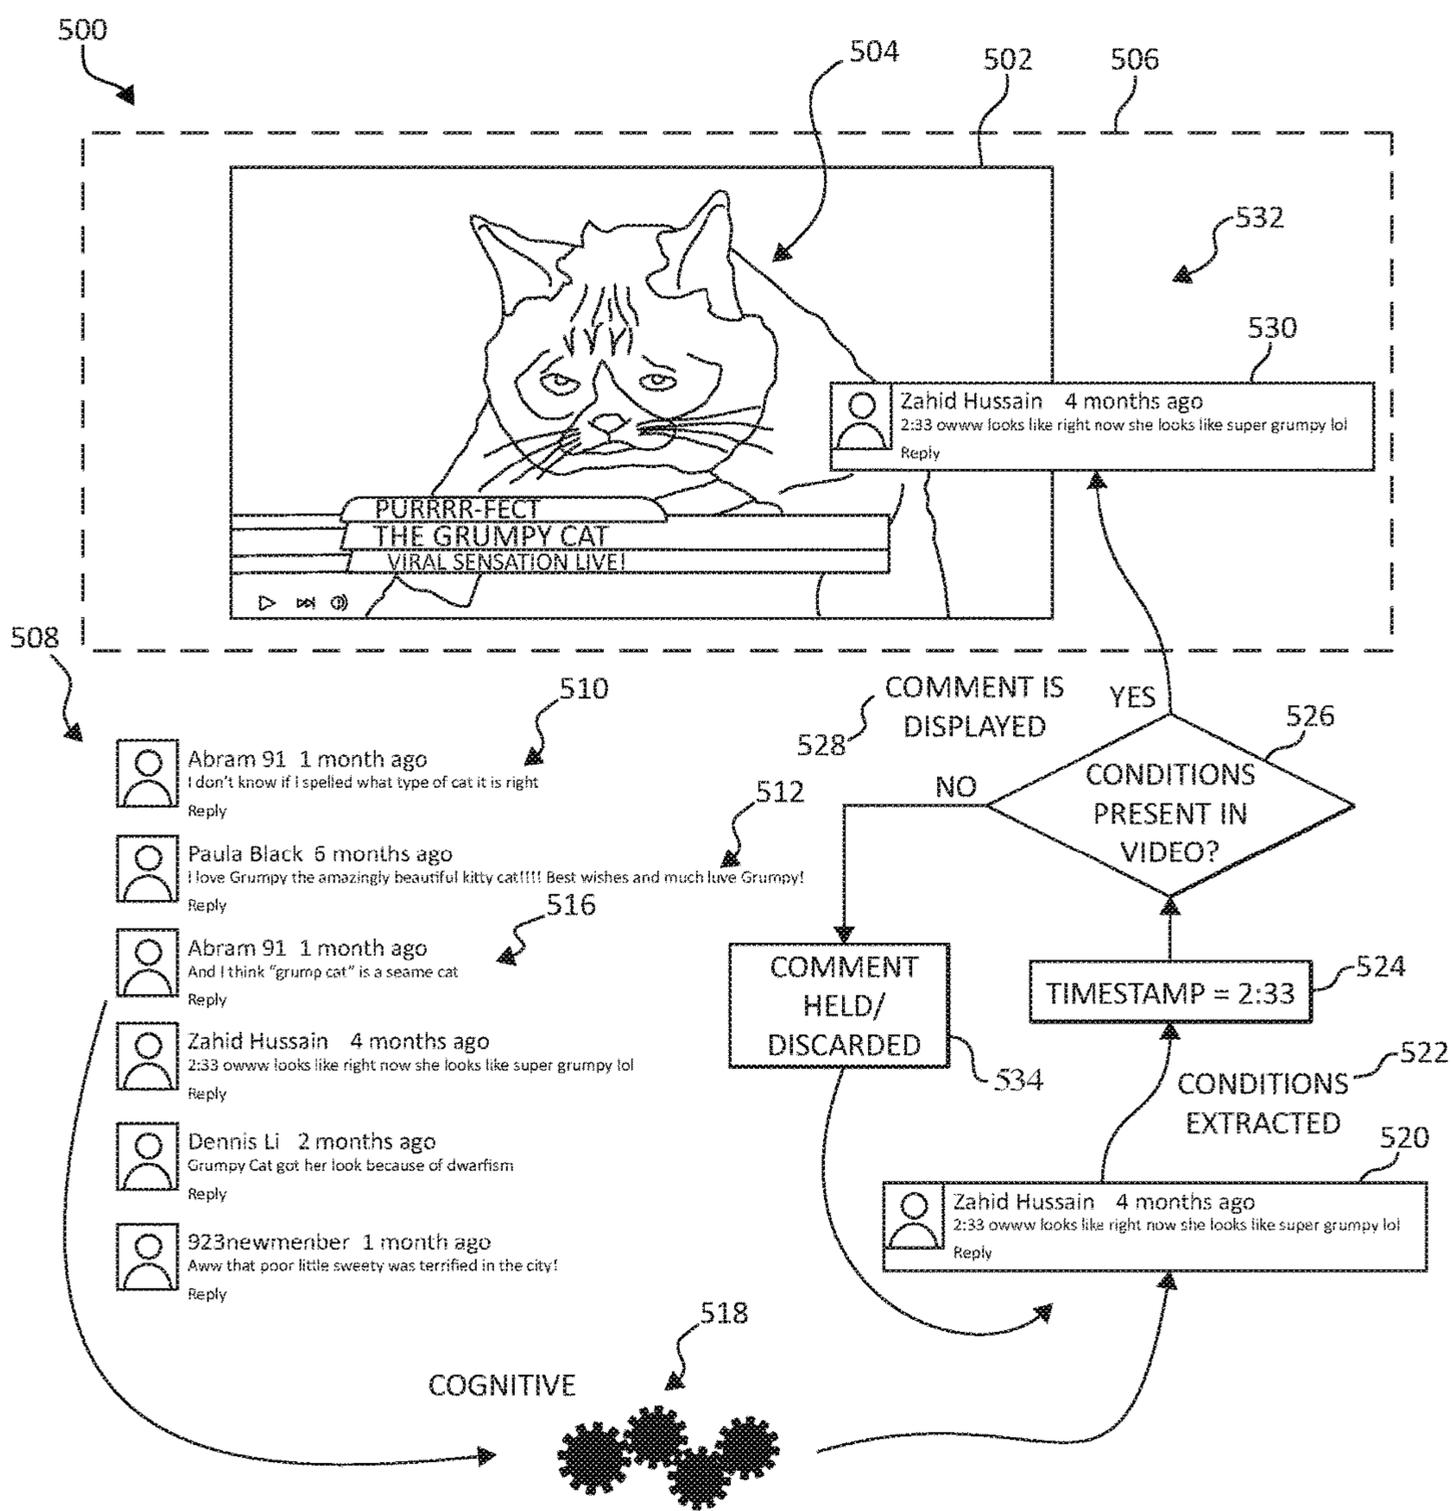 500
504
502
506
532
530
Zahid Hussain 4 months ago
2:33 owww looks like right now she looks like super grumpy lol
Reply
PURRRR-FECT
THE GRUMPY CAT
VIRAL SENSATION LIVE!
508
510
Abram 91 1 month ago
I don't know if I spelled what type of cat it is right
Reply
512
Paula Black 6 months ago
I love Grumpy the amazingly beautiful kitty cat!!!! Best wishes and much luve Grumpy!
Reply
516
Abram 91 1 month ago
And I think "grump cat" is a seame cat
Reply
Zahid Hussain 4 months ago
2:33 owww looks like right now she looks like super grumpy lol
Reply
Dennis Li 2 months ago
Grumpy Cat got her look because of dwarfism
Reply
923newmenber 1 month ago
Aww that poor little sweety was terrified in the city!
Reply
COGNITIVE
518
520
Zahid Hussain 4 months ago
2:33 owww looks like right now she looks like super grumpy lol
Reply
CONDITIONS
EXTRACTED
522
TIMESTAMP = 2:33
524
CONDITIONS
PRESENT IN
VIDEO?
526
YES
COMMENT IS
DISPLAYED
528
NO
COMMENT
HELD/
DISCARDED
534